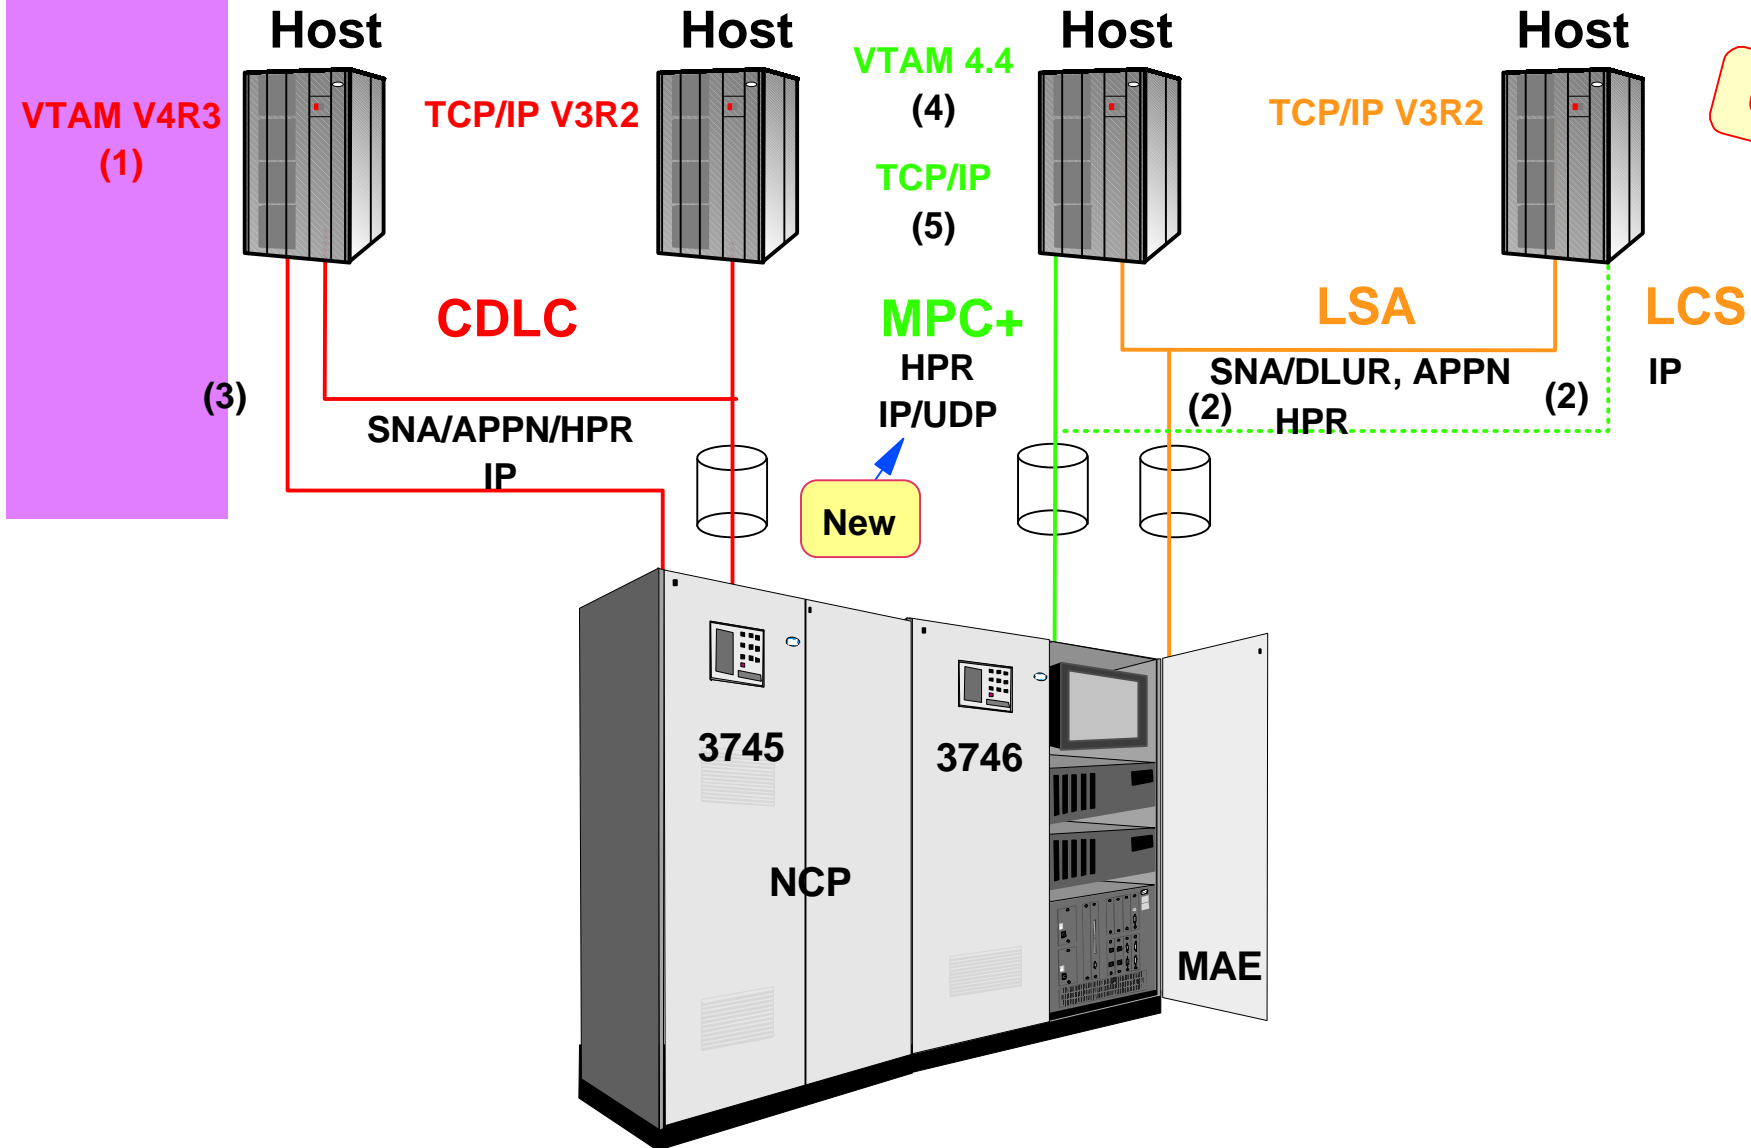 Host
Host
Host
Host
VTAM V4R3
(1)
TCP/IP V3R2
VTAM 4.4
(4)
TCP/IP
(5)
TCP/IP V3R2
CDLC
MPC+
HPR
IP/UDP
LSA
LCS
SNA/DLUR, APPN
HPR
IP
(3)
(2)
(2)
SNA/APPN/HPR
IP
New
3745
3746
NCP
MAE